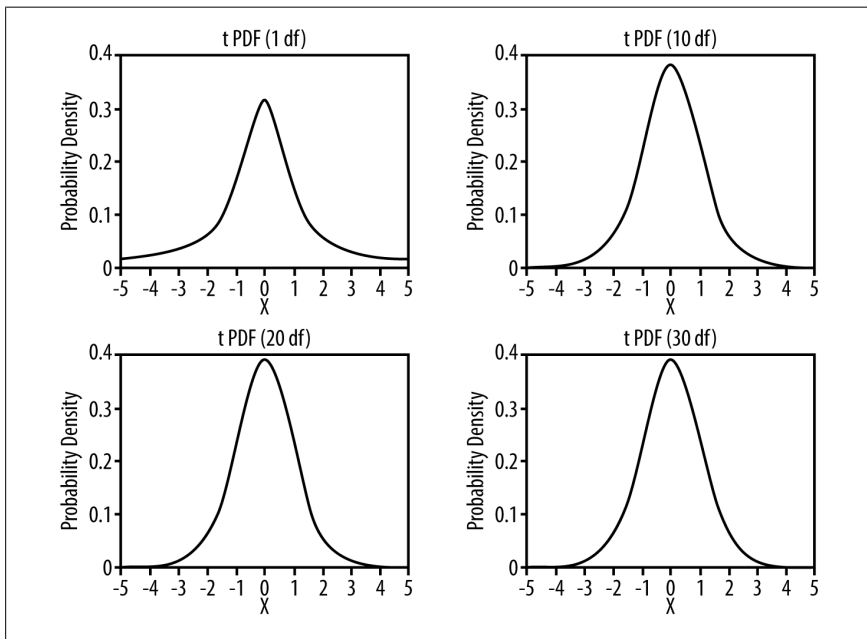 t PDF (1 df)
Probability Density
0.4
0.3
0.2
0.1
0
-5 -4 -3 -2 -1 0 1 2 3 4 5
X
t PDF (10 df)
Probability Density
0.4
0.3
0.2
0.1
0
-5 -4 -3 -2 -1 0 1 2 3 4 5
X
t PDF (20 df)
Probability Density
0.4
0.3
0.2
0.1
0
-5 -4 -3 -2 -1 0 1 2 3 4 5
X
t PDF (30 df)
Probability Density
0.4
0.3
0.2
0.1
0
-5 -4 -3 -2 -1 0 1 2 3 4 5
X